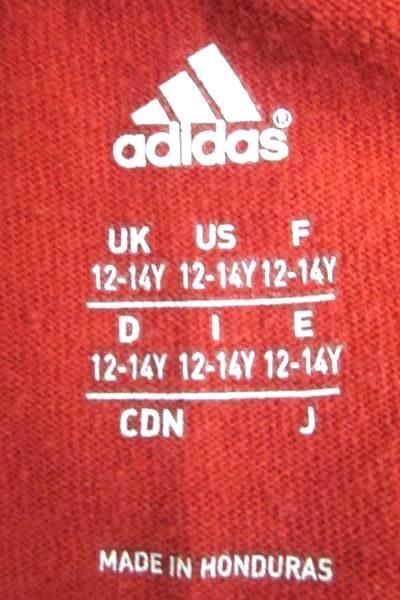 adidas®
UK US F
12-14Y 12-14Y 12-14Y
D I E
12-14Y 12-14Y 12-14Y
CDN J
MADE IN HONDURAS